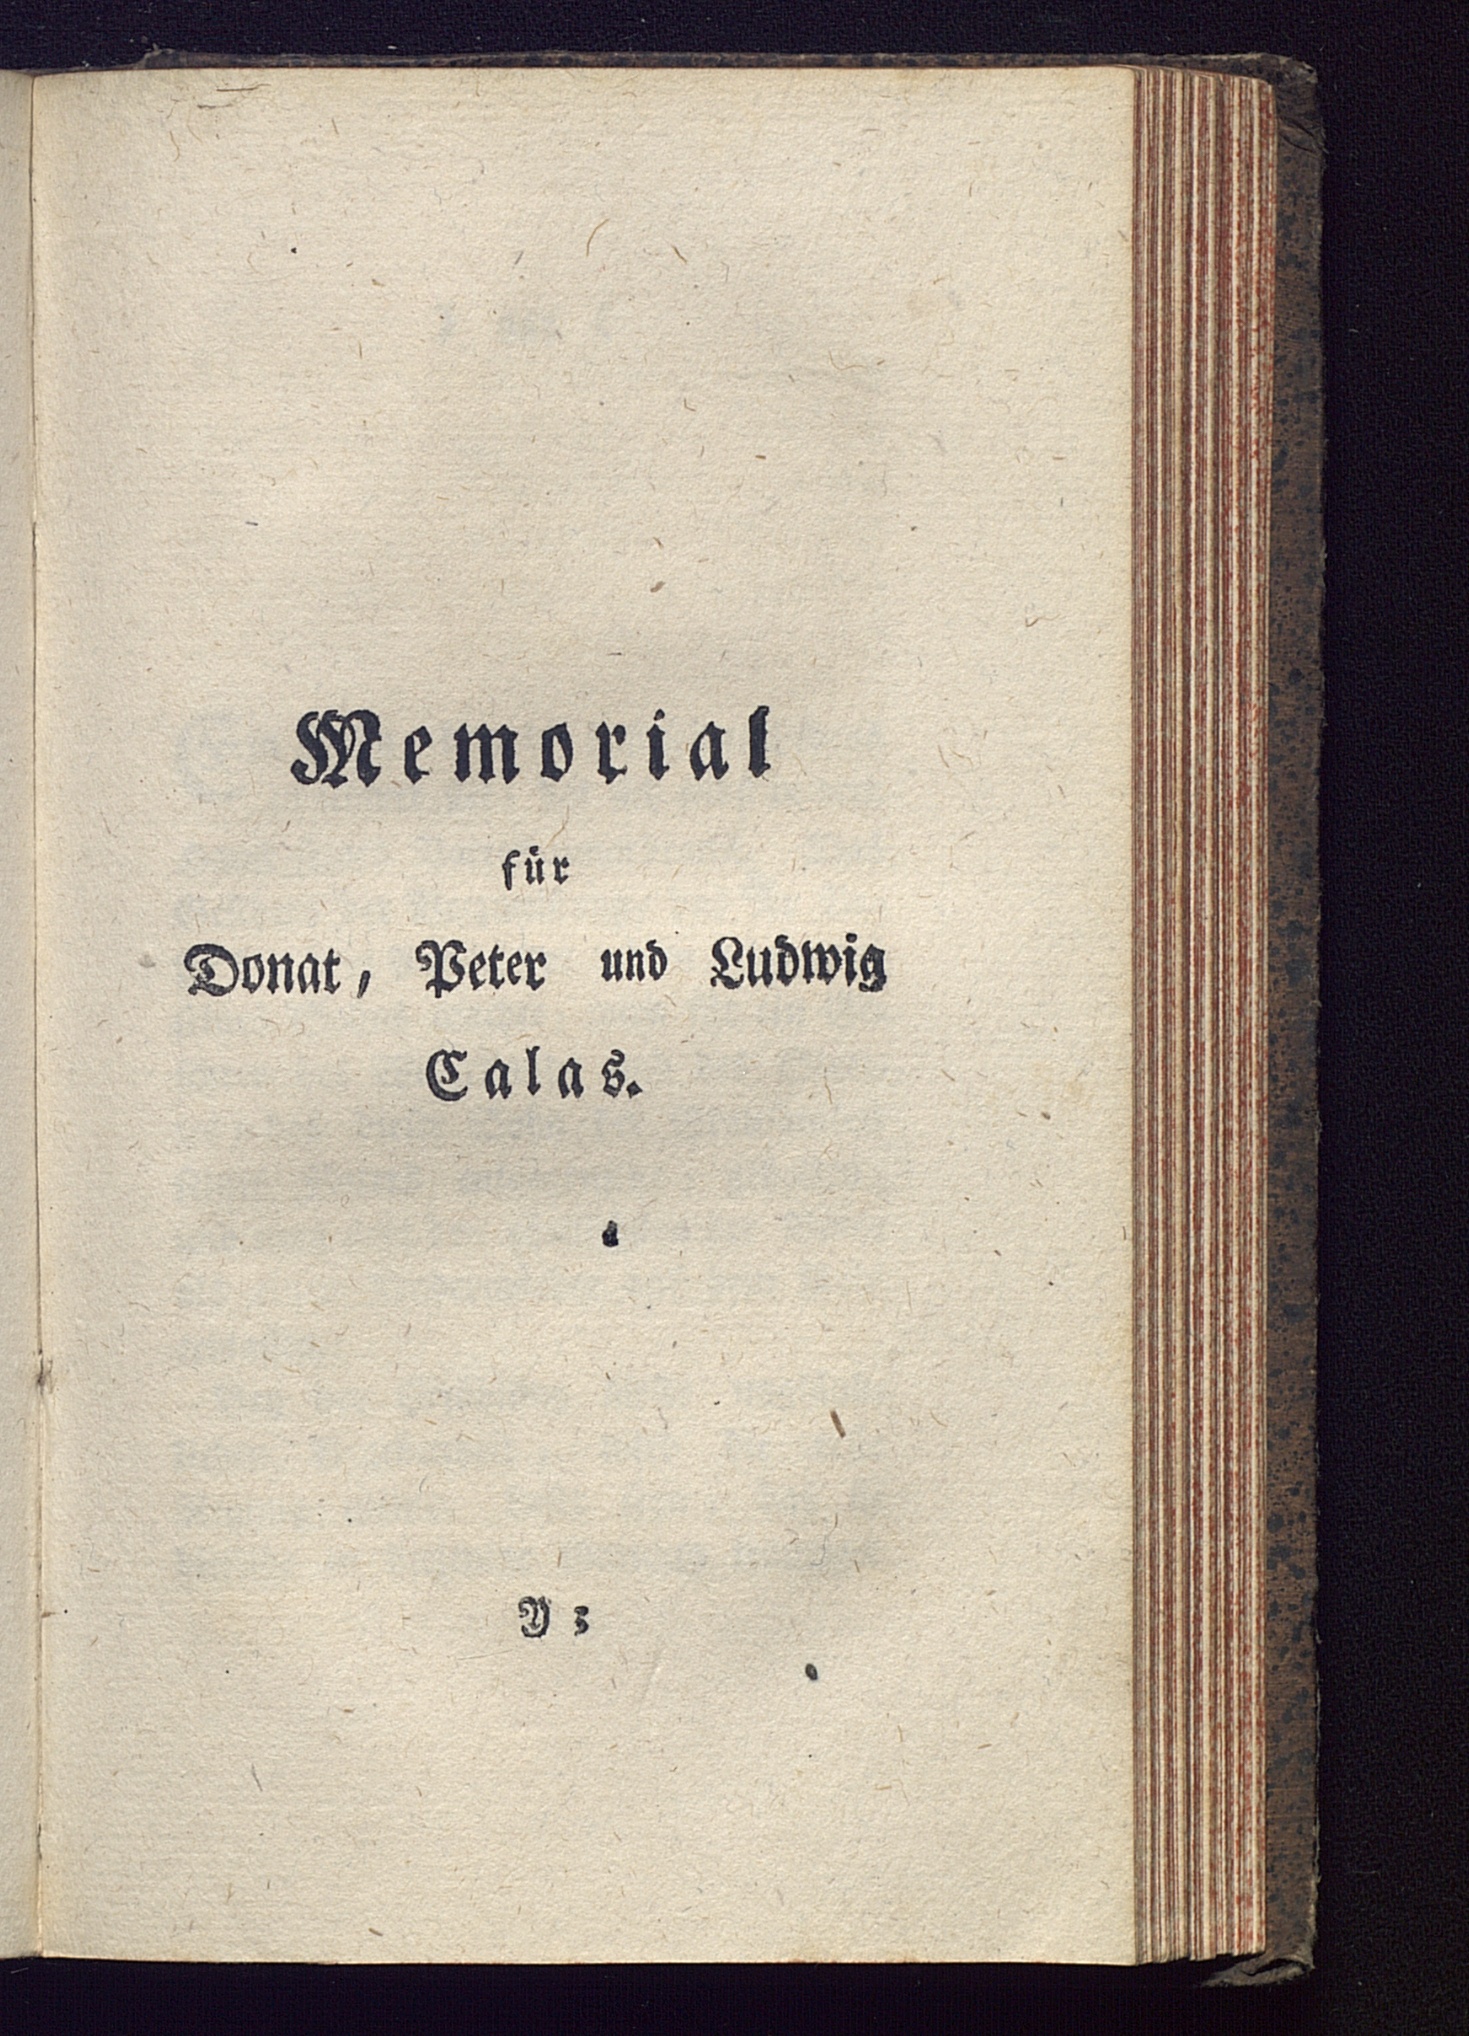 Memorial
für
Donat, Peter und Ludwig
Calas.
Y 3